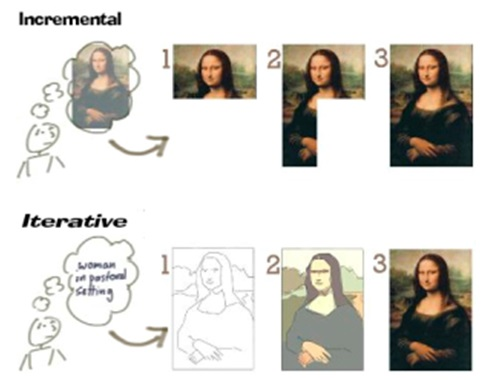 Incremental
1 2 3
Iterative
woman
in pastoral
setting
1 2 3